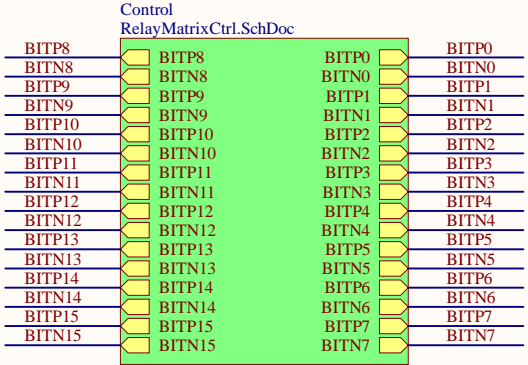 Control
RelayMatrixCtrl.SchDoc
BITP8 BITP8 BITP0 BITP0
BITN8 BITN8 BITN0 BITN0
BITP9 BITP9 BITP1 BITP1
BITN9 BITN9 BITN1 BITN1
BITP10 BITP10 BITP2 BITP2
BITN10 BITN10 BITN2 BITN2
BITP11 BITP11 BITP3 BITP3
BITN11 BITN11 BITN3 BITN3
BITP12 BITP12 BITP4 BITP4
BITN12 BITN12 BITN4 BITN4
BITP13 BITP13 BITP5 BITP5
BITN13 BITN13 BITN5 BITN5
BITP14 BITP14 BITP6 BITP6
BITN14 BITN14 BITN6 BITN6
BITP15 BITP15 BITP7 BITP7
BITN15 BITN15 BITN7 BITN7